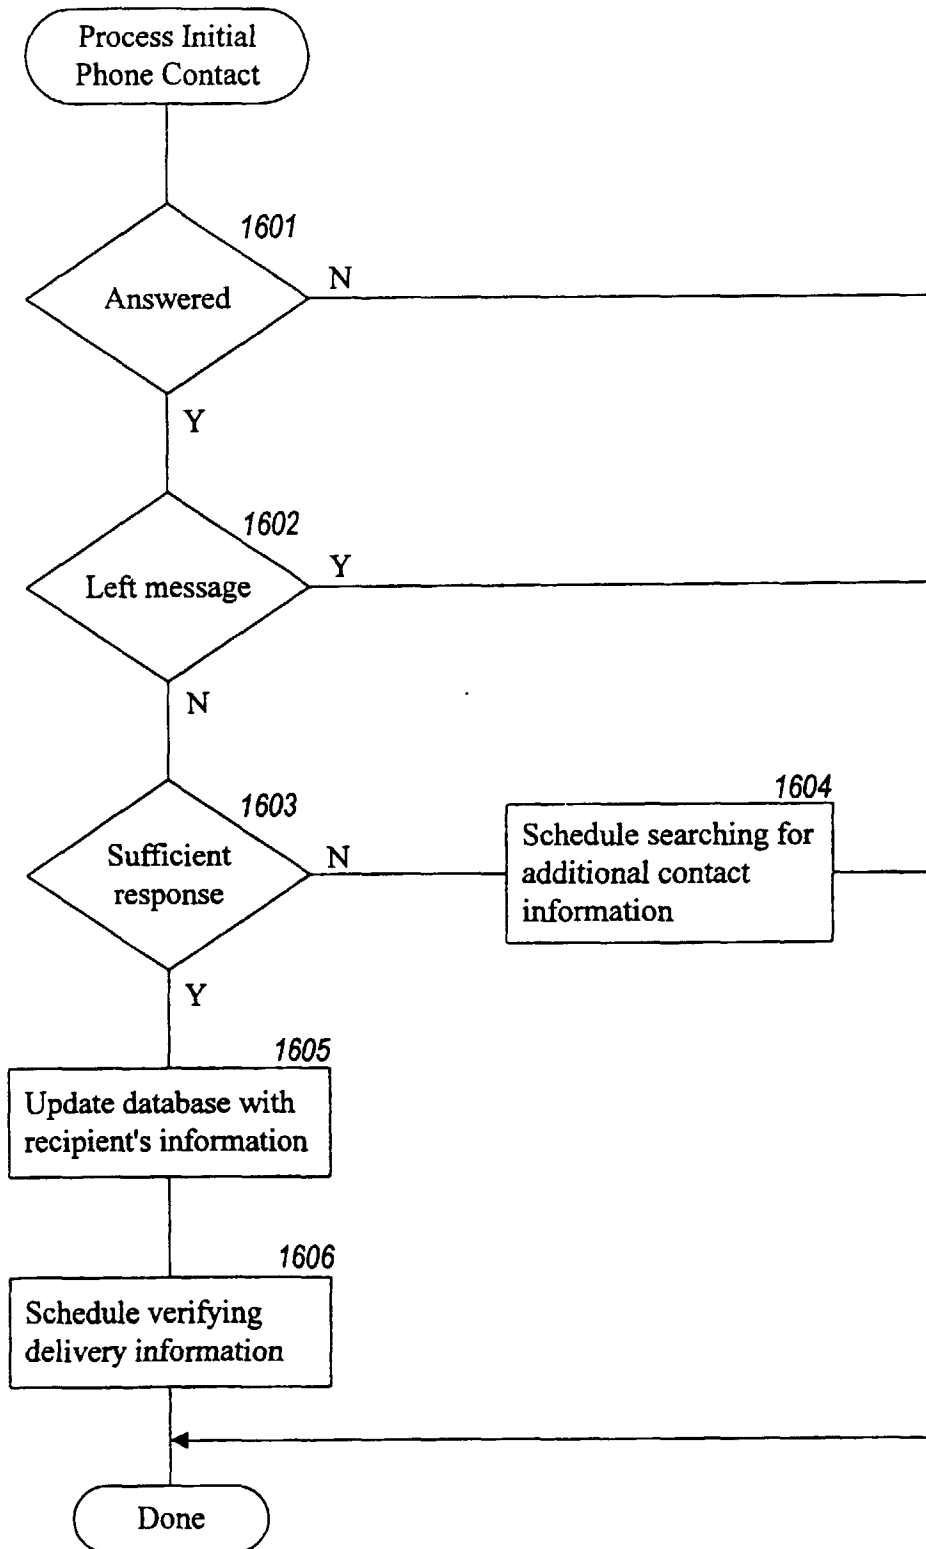 Process Initial
Phone Contact
1601
Answered
N
Y
1602
Left message
Y
N
1603
Sufficient
response
N
1604
Schedule searching for
additional contact
information
Y
1605
Update database with
recipient's information
1606
Schedule verifying
delivery information
Done